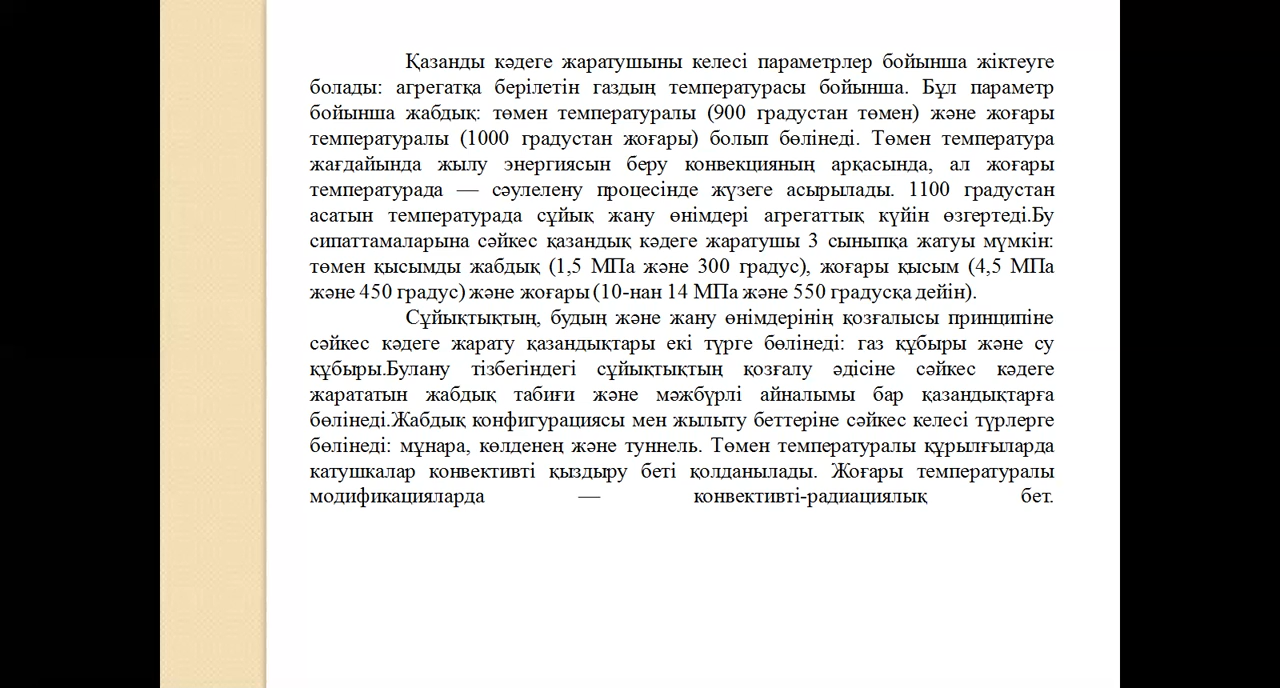 Қазанды кәдеге жаратушыны келесі параметрлер бойынша жіктеуге
болады: агрегатқа берілетін газдың температурасы бойынша. Бұл параметр
бойынша жабдық: төмен температуралы (900 градустан төмен) және жоғары
температуралы (1000 градустан жоғары) болып бөлінеді. Төмен температура
жағдайында жылу энергиясын беру конвекцияның арқасында, ал жоғары
температурада — сәулелену процесінде жүзеге асырылады. 1100 градустан
асатын температурада сұйық жану өнімдері агрегаттық күйін өзгертеді.Бу
сипаттамаларына сәйкес қазандық кәдеге жаратушы 3 сыныпқа жатуы мүмкін:
төмен қысымды жабдық (1,5 МПа және 300 градус), жоғары қысым (4,5 МПа
және 450 градус) және жоғары (10-нан 14 МПа және 550 градусқа дейін).
Сұйықтықтың, будың және жану өнімдерінің қозғалысы принципіне
сәйкес кәдеге жарату қазандықтары екі түрге бөлінеді: газ құбыры және су
құбыры.Булану тізбегіндегі сұйықтықтың қозғалу әдісіне сәйкес кәдеге
жарататын жабдық табиғи және мәжбүрлі айналымы бар қазандықтарға
бөлінеді.Жабдық конфигурациясы мен жылыту беттеріне сәйкес келесі түрлерге
бөлінеді: мұнара, көлденең және туннель. Төмен температуралы құрылғыларда
катушкалар конвективті қыздыру беті қолданылады. Жоғары температуралы
модификацияларда — конвективті-радиациялық бет.